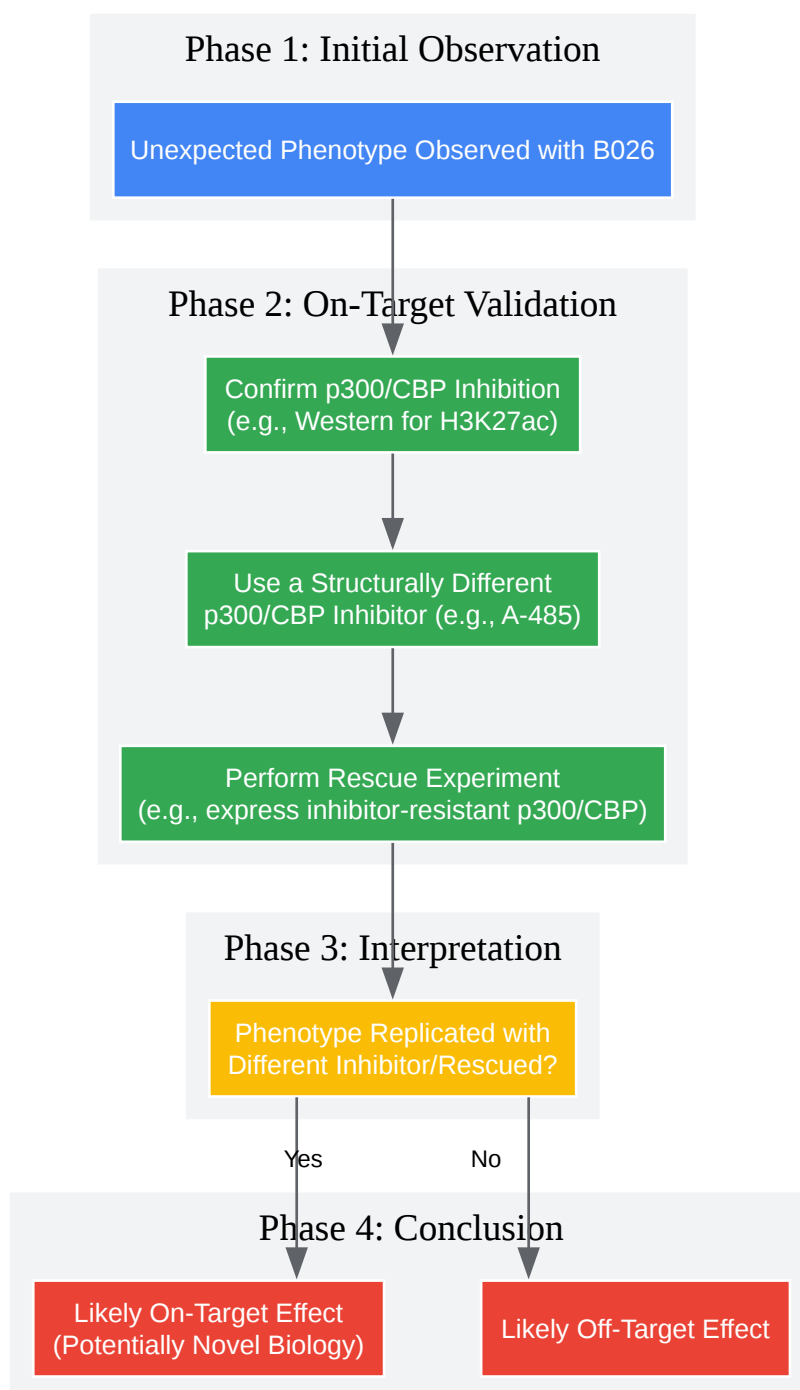 Phase 1: Initial Observation
Unexpected Phenotype Observed with B026
Phase 2: On-Target Validation
Confirm p300/CBP Inhibition
(e.g., Western for H3K27ac)
Use a Structurally Different
p300/CBP Inhibitor (e.g., A-485)
Perform Rescue Experiment
(e.g., express inhibitor-resistant p300/CBP)
Phase 3: Interpretation
Phenotype Replicated with
Different Inhibitor/Rescued?
Yes
No
Phase 4: Conclusion
Likely On-Target Effect
(Potentially Novel Biology)
Likely Off-Target Effect